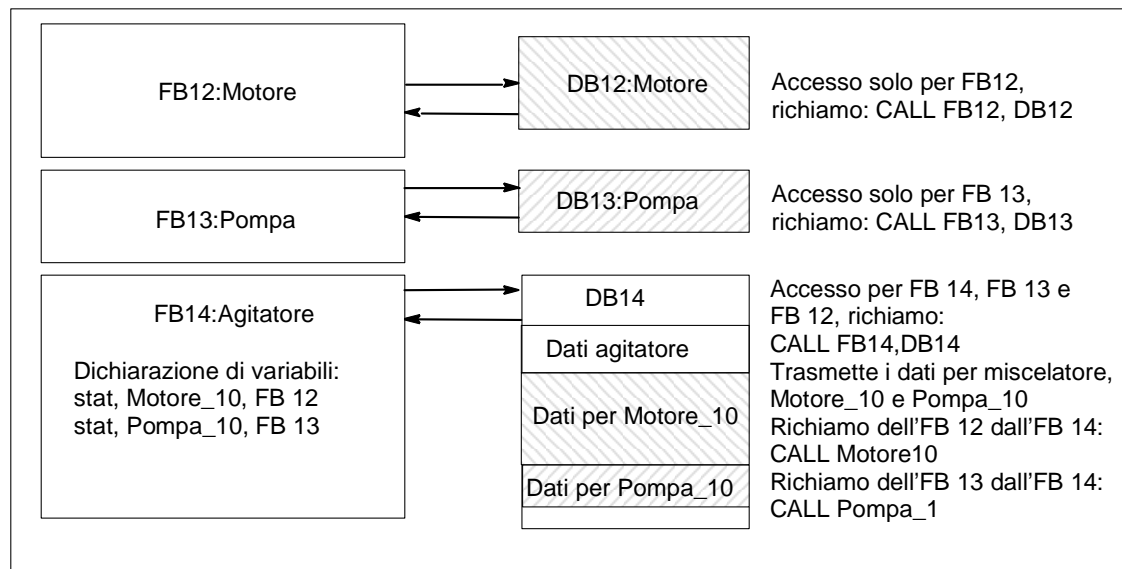 FB12:Motore
DB12:Motore
Accesso solo per FB12,
richiamo: CALL FB12, DB12
FB13:Pompa
DB13:Pompa
Accesso solo per FB 13,
richiamo: CALL FB13, DB13
FB14:Agitatore
Dichiarazione di variabili:
stat, Motore_10, FB 12
stat, Pompa_10, FB 13
DB14
Dati agitatore
Dati per Motore_10
Dati per Pompa_10
Accesso per FB 14, FB 13 e
FB 12, richiamo:
CALL FB14,DB14
Trasmette i dati per miscelatore,
Motore_10 e Pompa_10
Richiamo dell'FB 12 dall'FB 14:
CALL Motore10
Richiamo dell'FB 13 dall'FB 14:
CALL Pompa_1